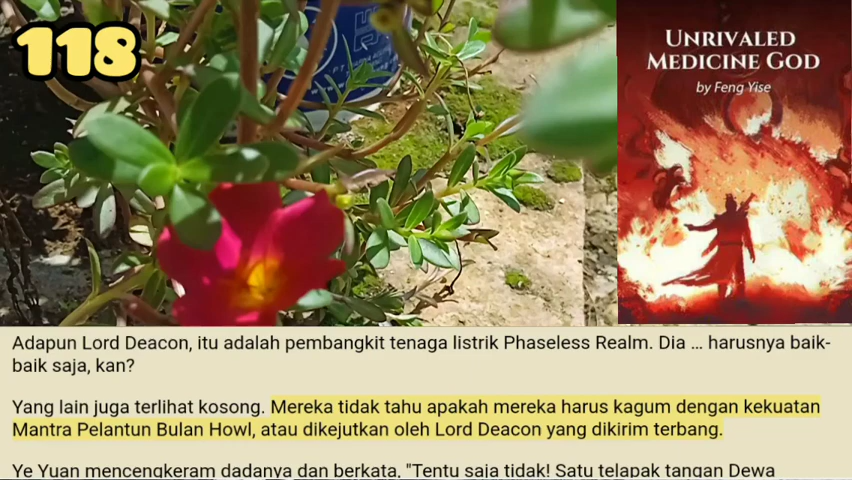 118
UNRIVALED
MEDICINE GOD
by Feng Yise
Adapun Lord Deacon, itu adalah pembangkit tenaga listrik Phaseless Realm. Dia ... harusnya baik-
baik saja, kan?
Yang lain juga terlihat kosong. Mereka tidak tahu apakah mereka harus kagum dengan kekuatan
Mantra Pelantun Bulan Howl, atau dikejutkan oleh Lord Deacon yang dikirim terbang.
Ye Yuan mencengkeram dadanya dan berkata, "Tentu saja tidak! Satu telapak tangan Dewa